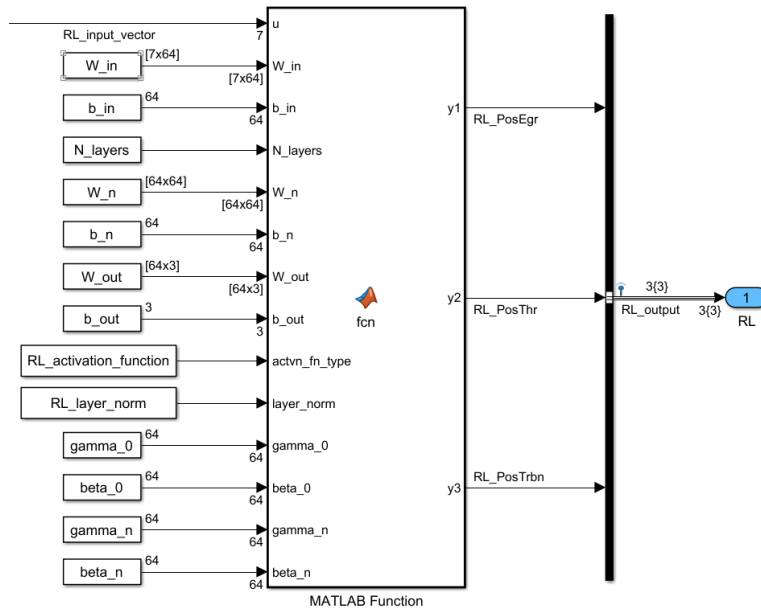 RL_input_vector
7
u
W_in
[7x64]
[7x64]
W_in
b_in
64
64
b_in
y1
RL_PosEgr
N_layers
N_layers
W_n
[64x64]
[64x64]
W_n
b_n
64
64
b_n
W_out
[64x3]
[64x3]
W_out
fcn
y2
RL_PosThr
3{3}
RL_output
3{3}
1
RL
b_out
3
3
b_out
RL_activation_function
actvn_fn_type
RL_layer_norm
layer_norm
gamma_0
64
64
gamma_0
beta_0
64
64
beta_0
y3
RL_PosTrbn
gamma_n
64
64
gamma_n
beta_n
64
64
beta_n
MATLAB Function